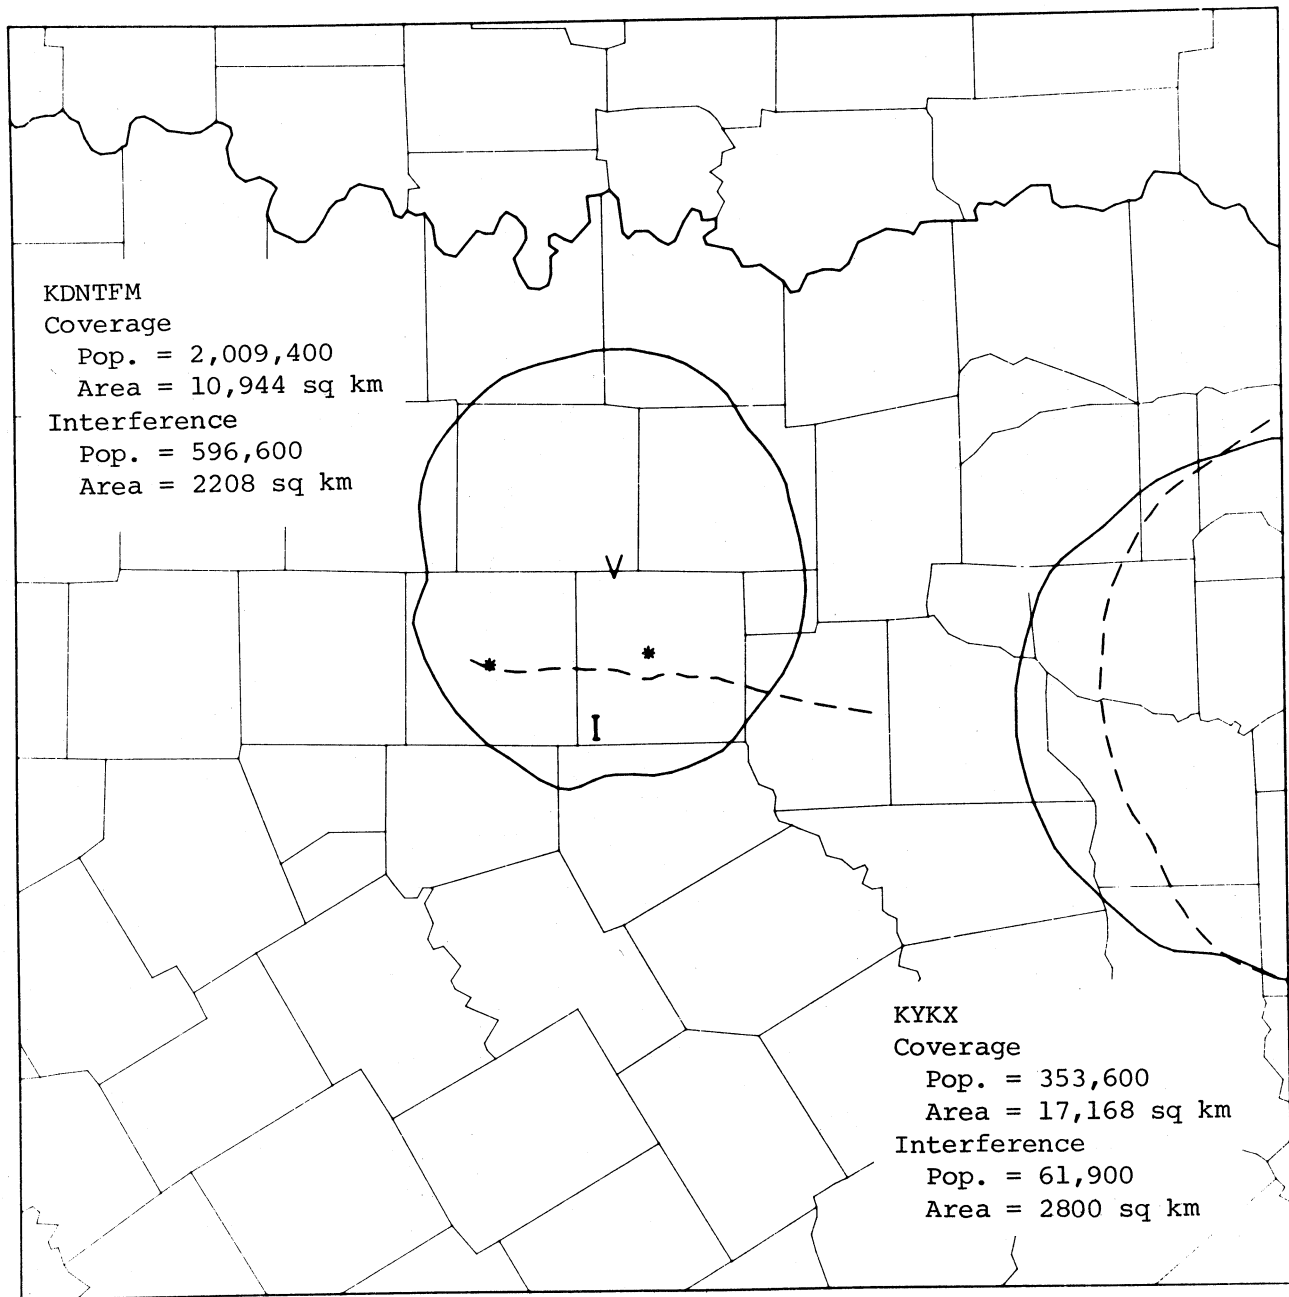 KDNTFM
Coverage
Pop. = 2,009,400
Area = 10,944 sq km
Interference
Pop. = 596,600
Area = 2208 sq km
V
*
*
I
KYKX
Coverage
Pop. = 353,600
Area = 17,168 sq km
Interference
Pop. = 61,900
Area = 2800 sq km